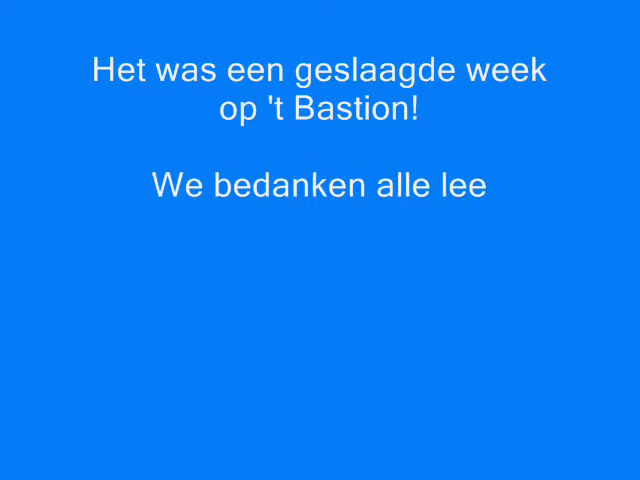 Het was een geslaagde week
op 't Bastion!
We bedanken alle lee